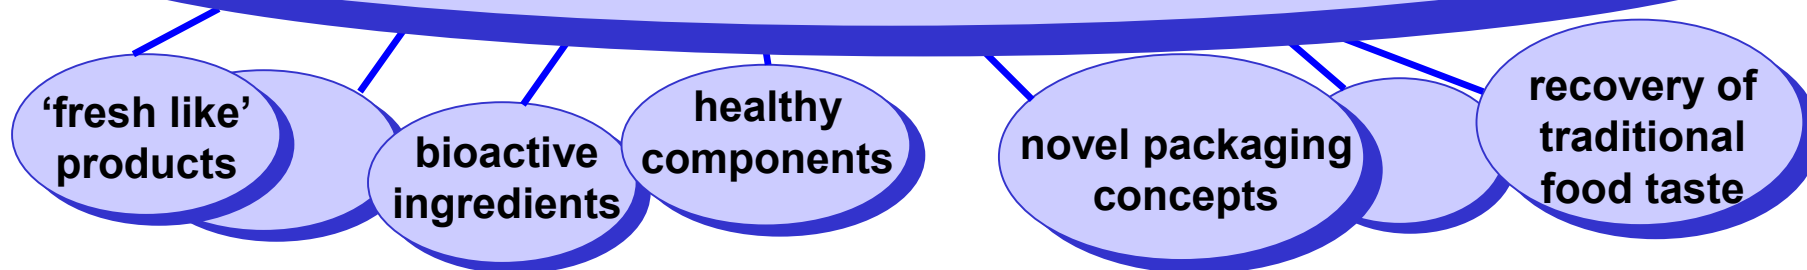 ‘fresh like’
products
bioactive
ingredients
healthy
components
novel packaging
concepts
recovery of
traditional
food taste